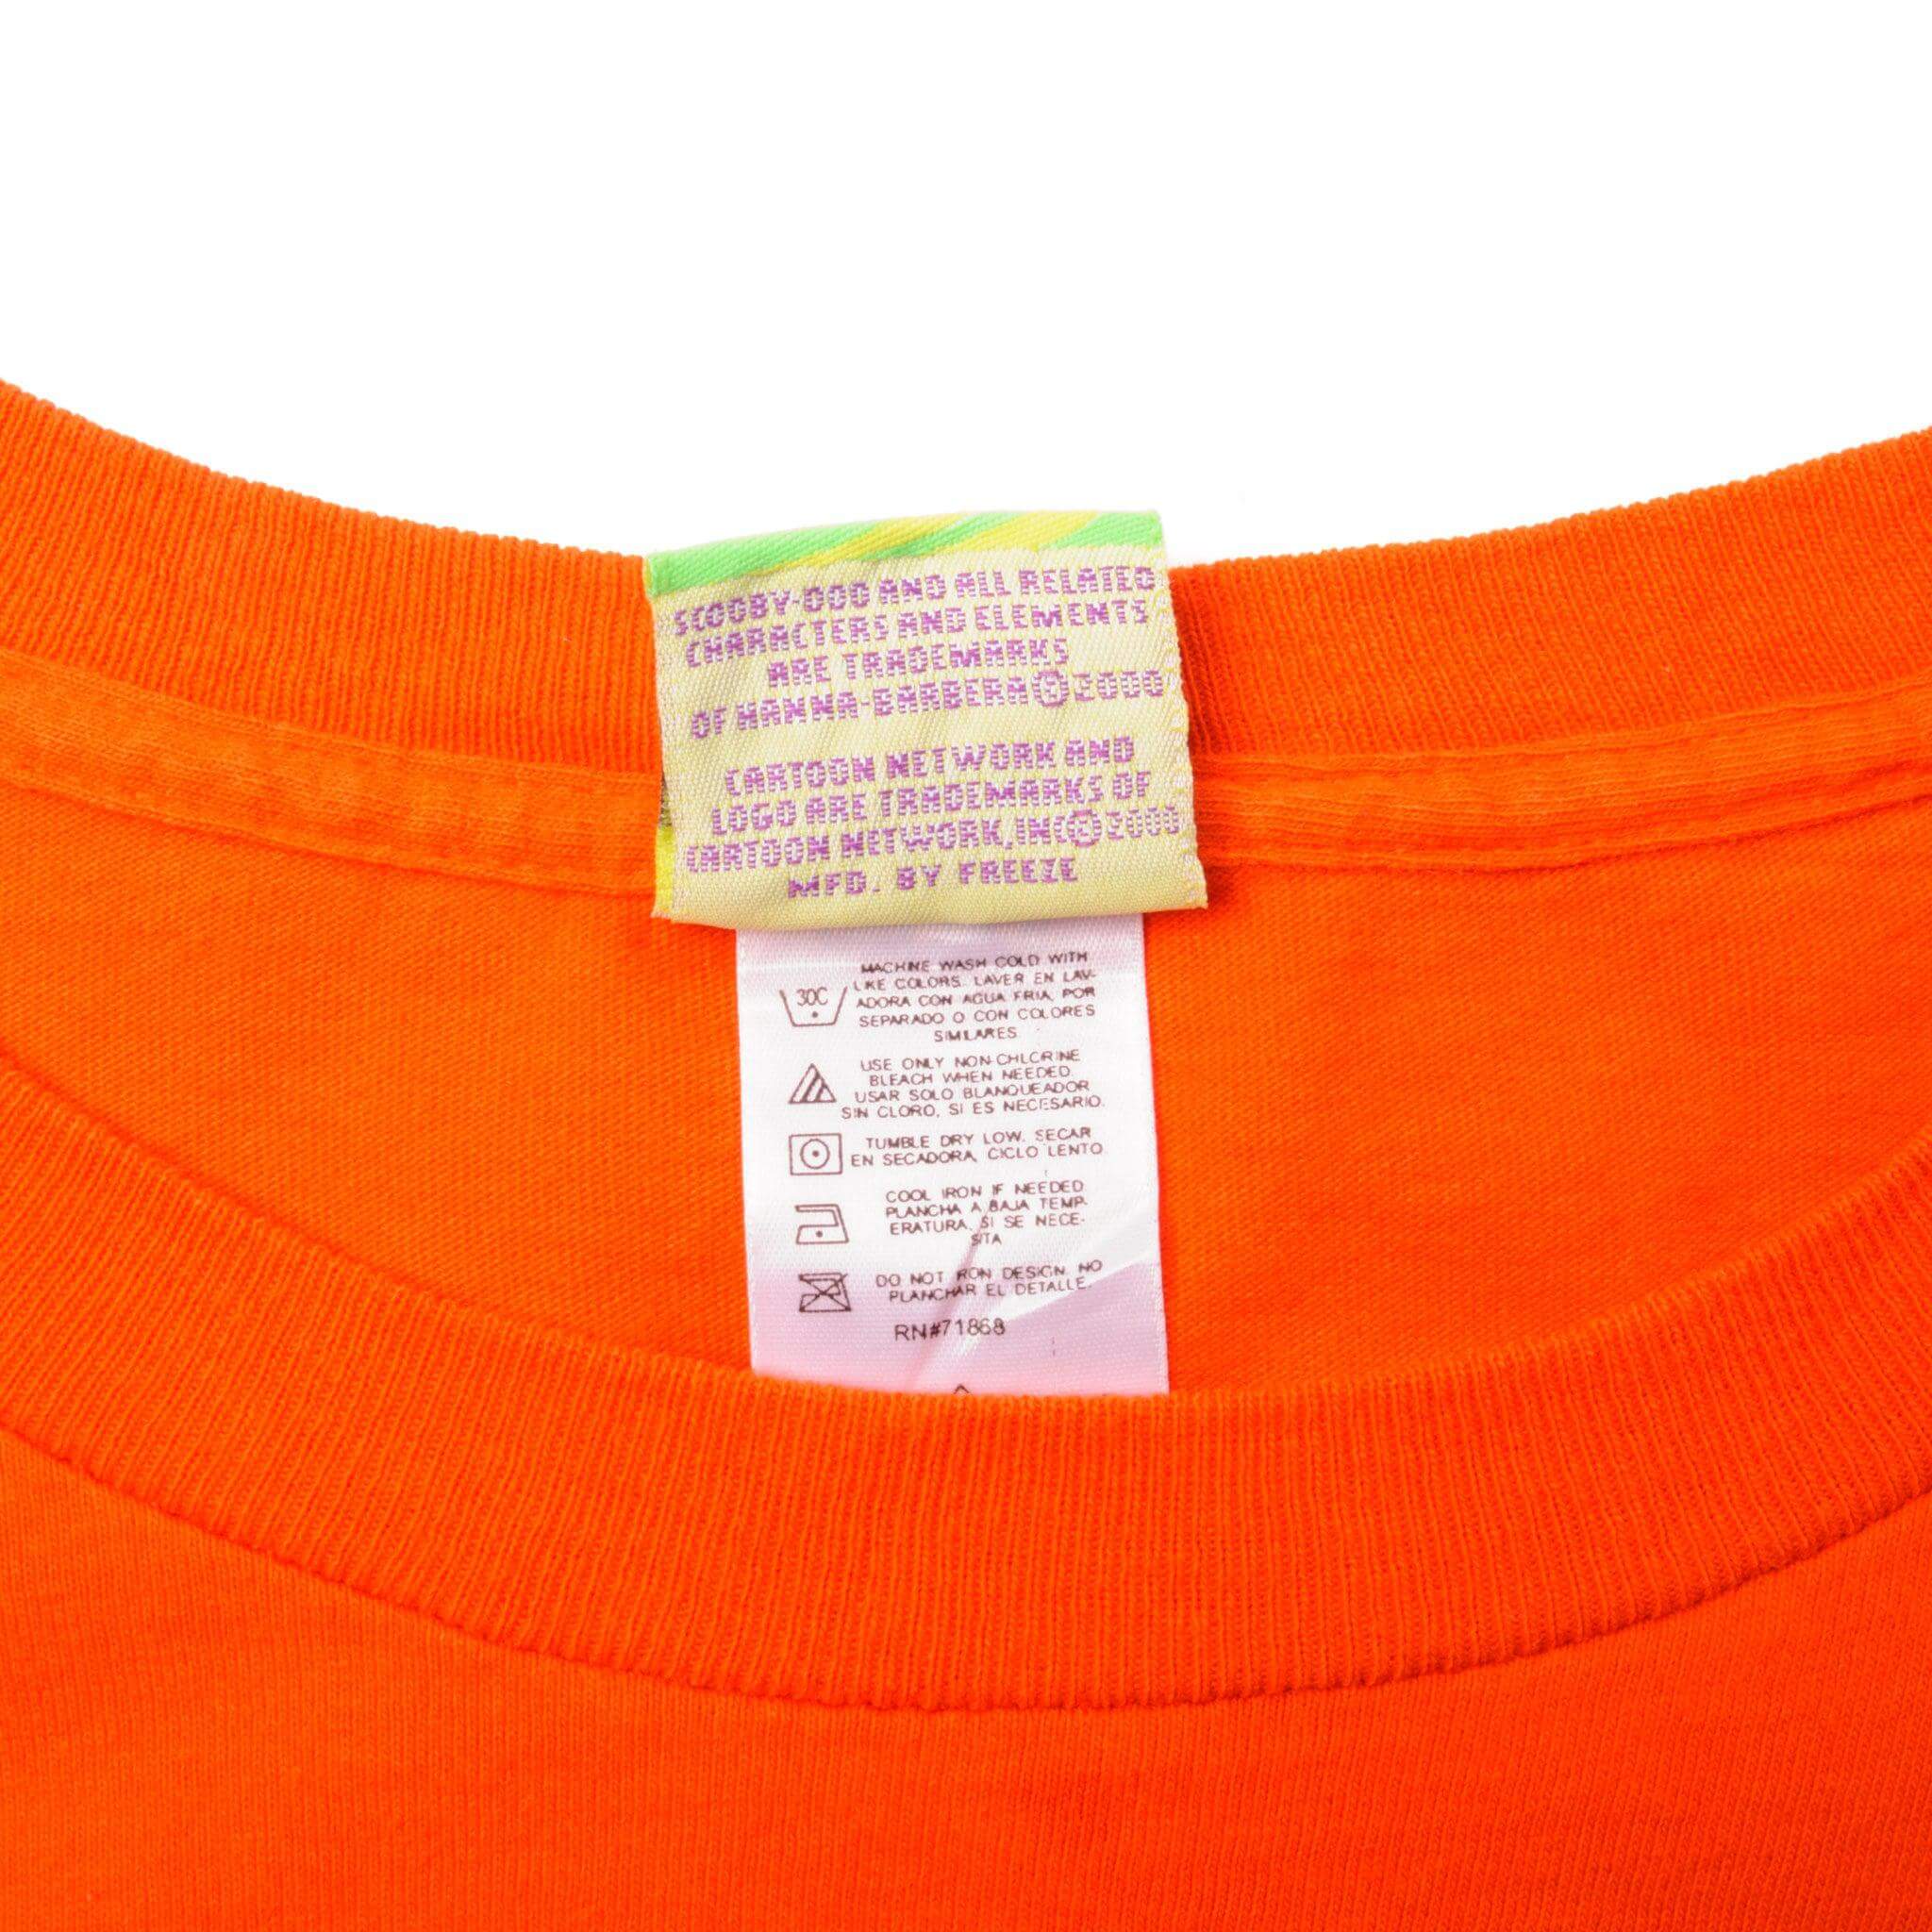 SCOOBY-DOO AND ALL RELATED
CHARACTERS AND ELEMENTS
ARE TRADEMARKS
OF HANNA-BARBERA © 2000
CARTOON NETWORK AND
LOGO ARE TRADEMARKS OF
CARTOON NETWORK, INC © 2000
MFD. BY FREEZE
MACHINE WASH COLD WITH
LIKE COLORS. LAVER EN LAV-
30C ADORA CON AGUA FRIA, POR
SEPARADO O CON COLORES
SIMILARES
USE ONLY NON-CHLORINE
BLEACH WHEN NEEDED.
USAR SOLO BLANQUEADOR
SIN CLORO, SI ES NECESARIO.
TUMBLE DRY LOW. SECAR
EN SECADORA, CICLO LENTO.
COOL IRON IF NEEDED
PLANCHA A BAJA TEMP-
ERATURA, SI SE NECE-
SITA
DO NOT IRON DESIGN. NO
PLANCHAR EL DETALLE.
RN#71868